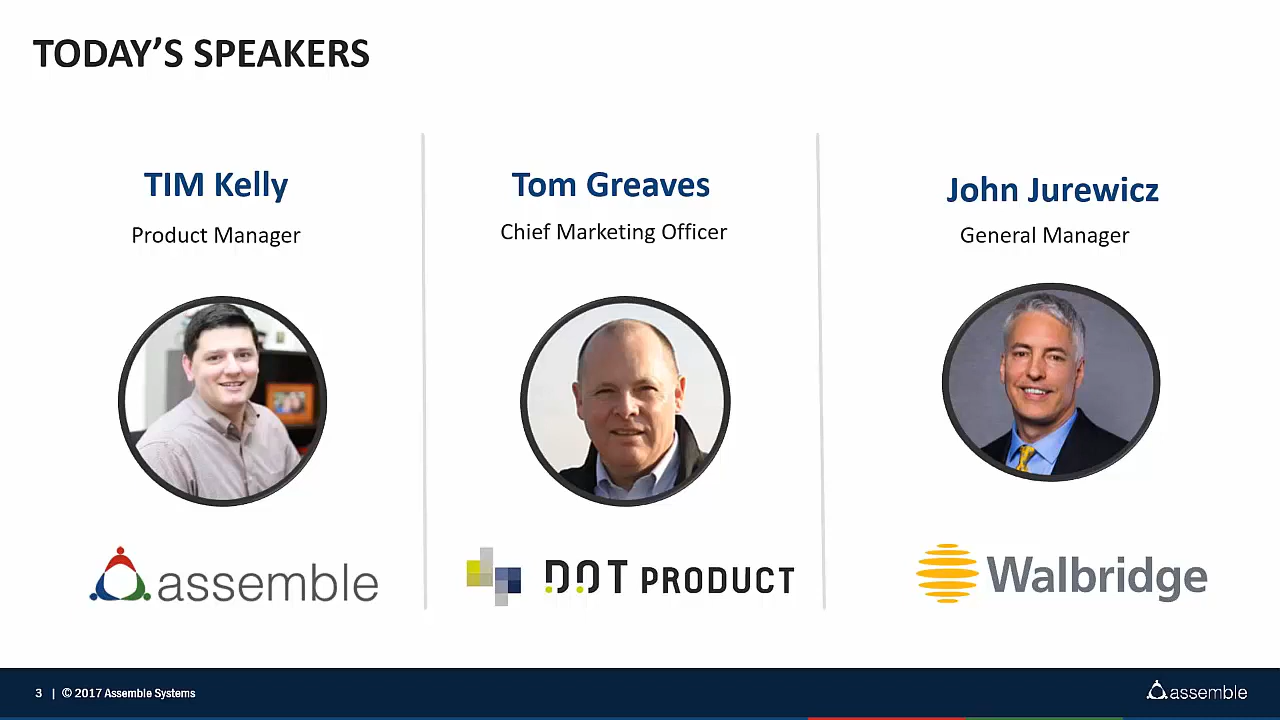 TODAY'S SPEAKERS
TIM Kelly
Product Manager
assemble
Tom Greaves
Chief Marketing Officer
DOT PRODUCT
John Jurewicz
General Manager
Walbridge
3 | © 2017 Assemble Systems
assemble